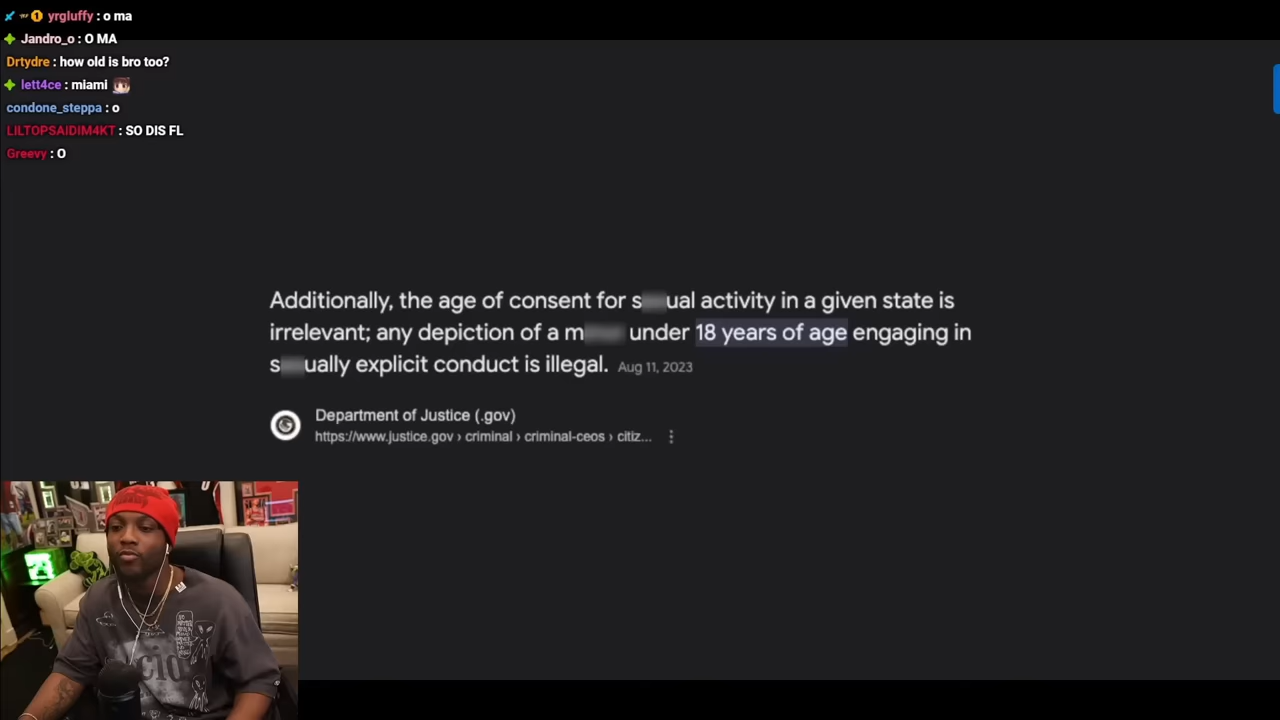 yrgluffy : o ma
Jandro_o : O MA
Drtydre : how old is bro too?
lett4ce : miami
condone_steppa : o
LILTOPSAIDIM4KT : SO DIS FL
Greevy : O
Additionally, the age of consent for s ual activity in a given state is
irrelevant; any depiction of a m under 18 years of age engaging in
s ually explicit conduct is illegal. Aug 11, 2023
Department of Justice (.gov)
https://www.justice.gov › criminal › criminal-ceos › citiz...